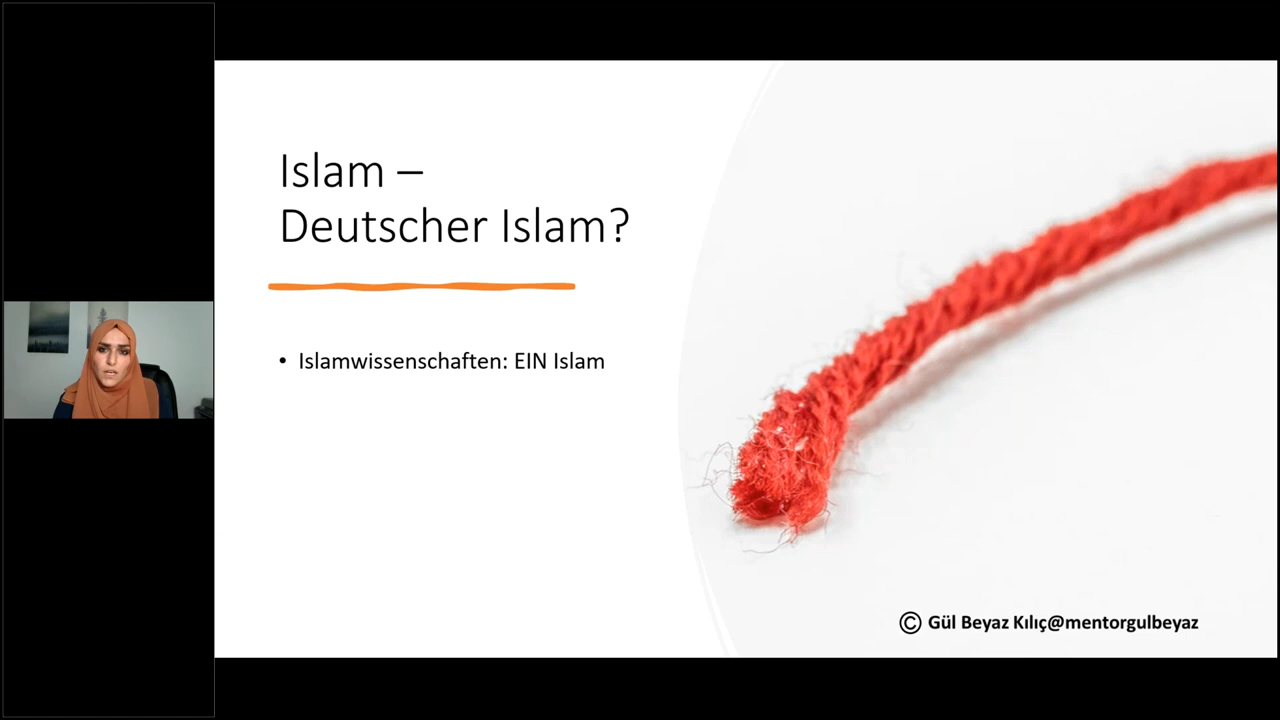 Islam –
Deutscher Islam?
• Islamwissenschaften: EIN Islam
© Gül Beyaz Kılıç@mentorgulbeyaz